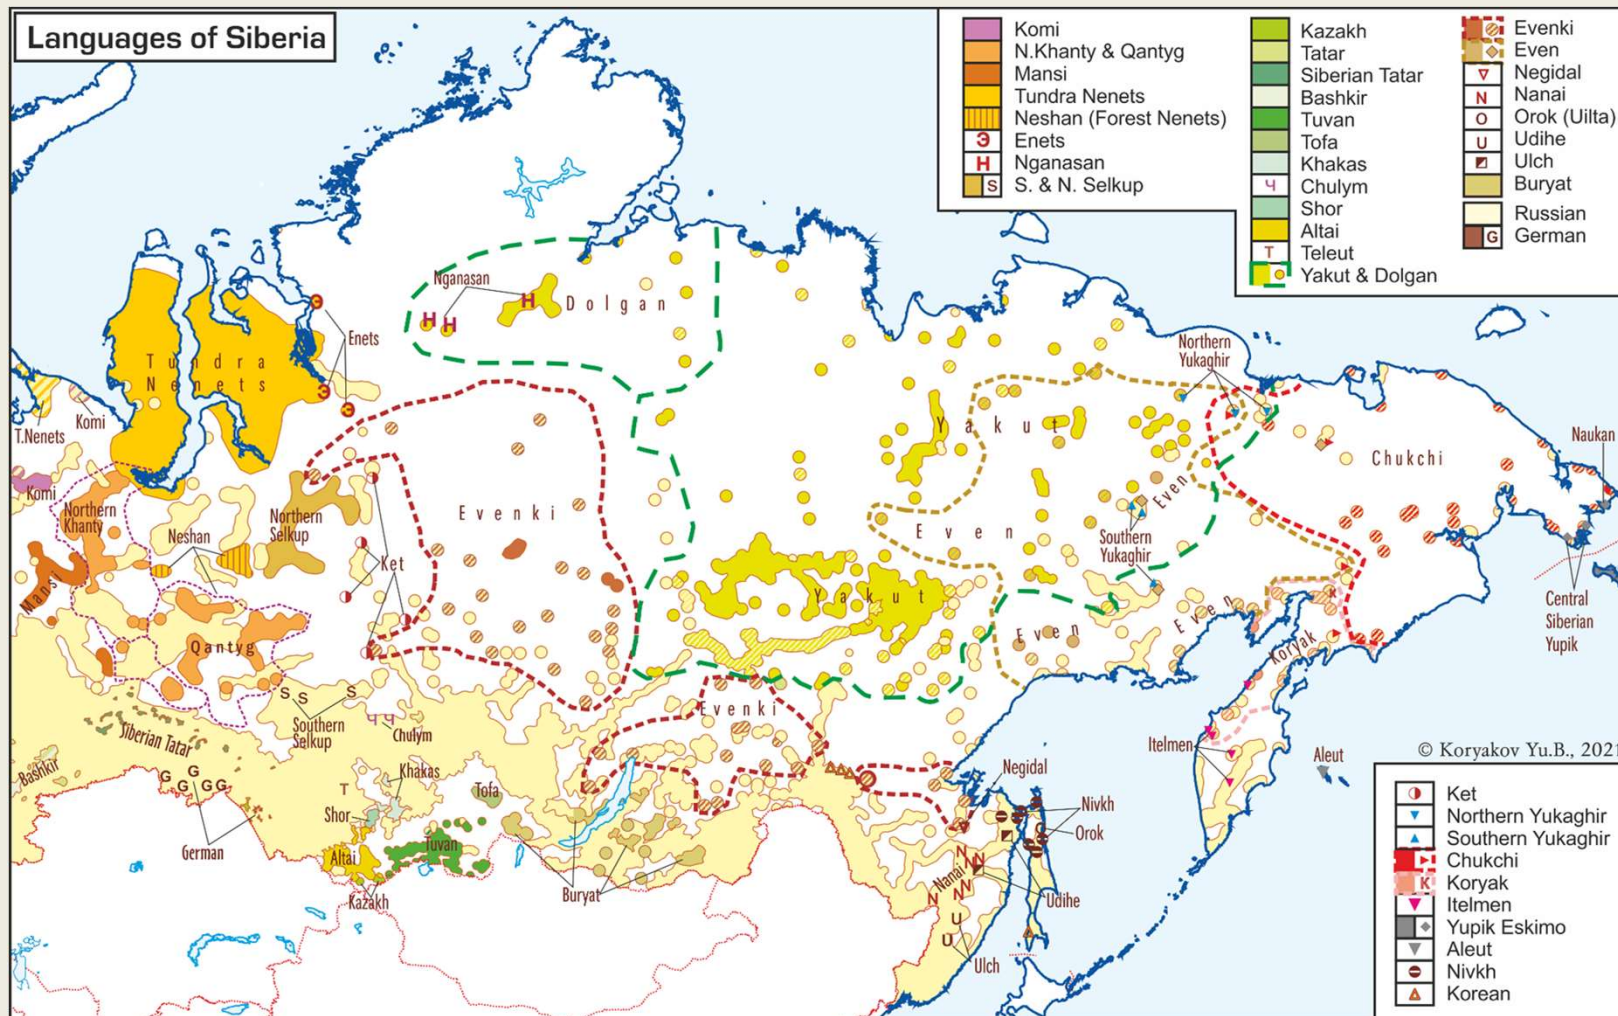 Languages of Siberia
Komi
N.Khanty & Qantyg
Mansi
Tundra Nenets
Neshan (Forest Nenets)
Э Enets
H Nganasan
S S. & N. Selkup
Kazakh
Tatar
Siberian Tatar
Bashkir
Tuvan
Tofa
Khakas
Ч Chulym
Shor
Altai
T Teleut
Yakut & Dolgan
Evenki
Even
Negidal
N Nanai
O Orok (Uilta)
U Udihe
Ulch
Buryat
Russian
G German
Nganasan
H H H
Dolgan
Э
Enets
Э
Э
Tundra
Nenets
T.Nenets
Komi
Komi
Northern
Khanty
Neshan
Northern
Selkup
Ket
Mansi
Qantyg
Evenki
Yakut
Even
Even
Northern
Yukaghir
Southern
Yukaghir
Chukchi
Naukan
Central
Siberian
Yupik
Yakut
Even
Even
K
Koryak
S S S
Southern
Selkup
Ч Ч
Chulym
Siberian Tatar
Bashkir
G G G G G
German
T
Khakas
Shor
Tofa
Altai
Tuvan
Kazakh
Evenki
Buryat
Negidal
Nivkh
Orok
N N N
Nanai
N N N
Udihe
U
U
Ulch
Itelmen
Aleut
© Koryakov Yu.B., 2021
Ket
Northern Yukaghir
Southern Yukaghir
Chukchi
K Koryak
Itelmen
Yupik Eskimo
Aleut
Nivkh
Korean